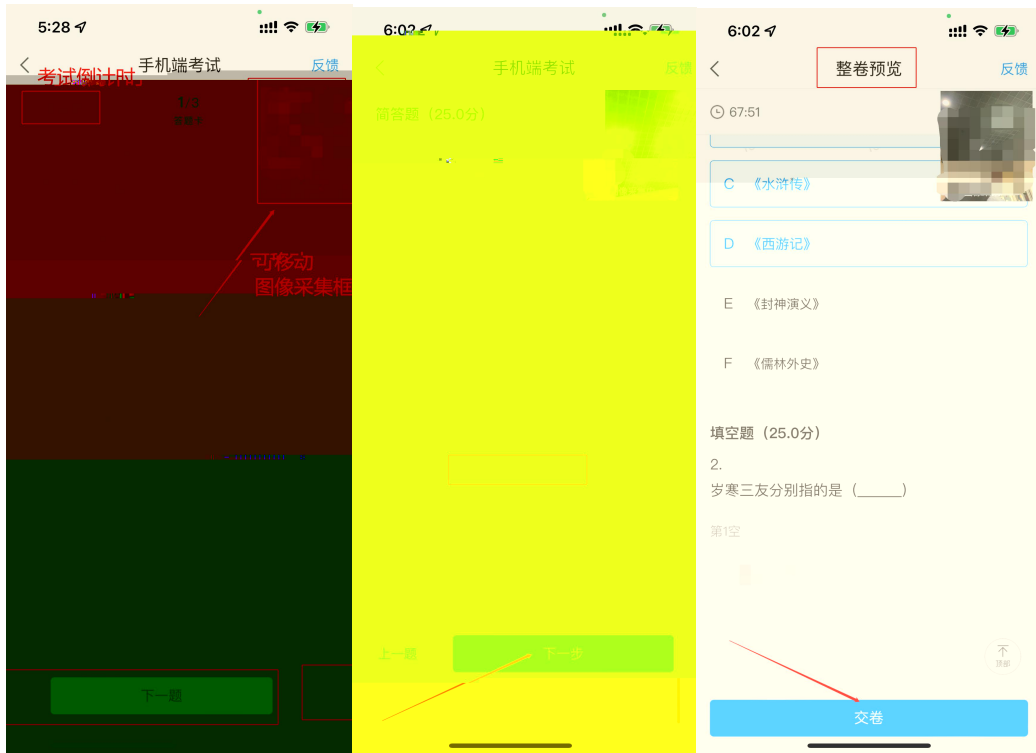 5:28
手机端考试
反馈
考试倒计时
1/3
可移动
图像采集框
下一题
6:02
手机端考试
反馈
简答题（25.0分）
上一题
下一步
6:02
整卷预览
反馈
67:51
C 《水浒传》
D 《西游记》
E 《封神演义》
F 《儒林外史》
填空题（25.0分）
2.
岁寒三友分别指的是（______）
第1空
顶部
交卷